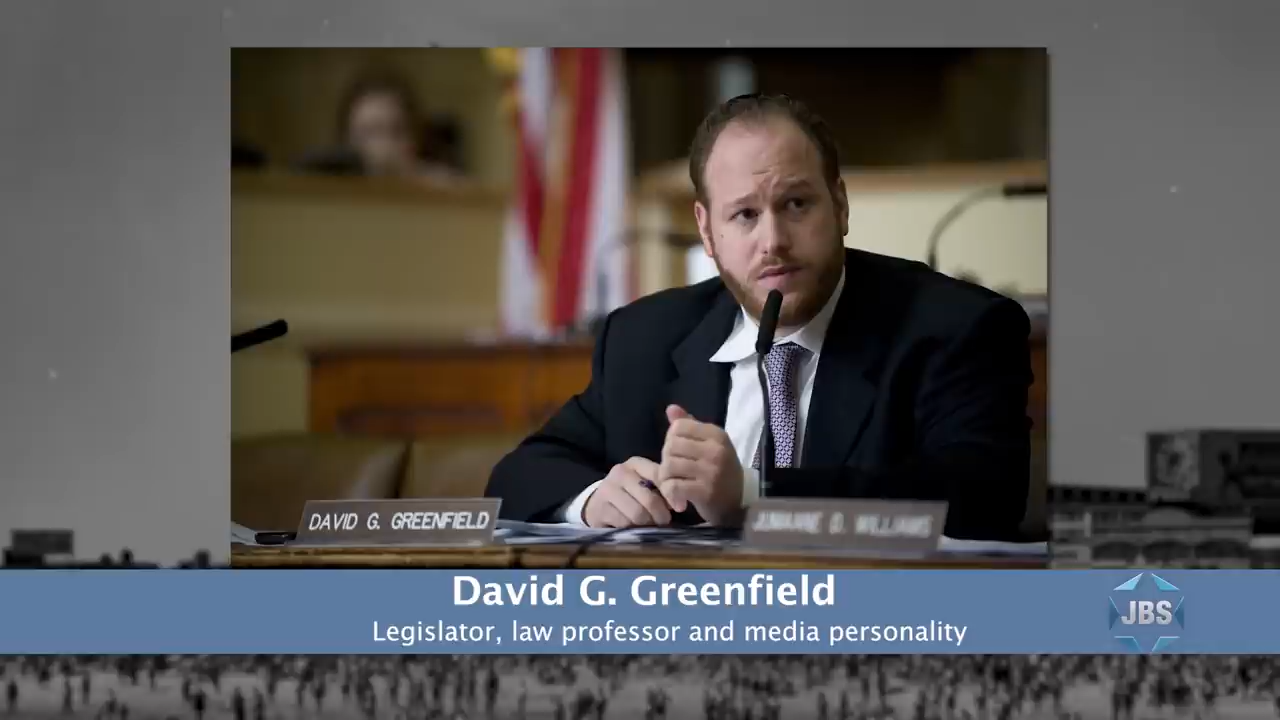 DAVID G. GREENFIELD
JUMAANE D. WILLIAMS
David G. Greenfield
Legislator, law professor and media personality
JBS